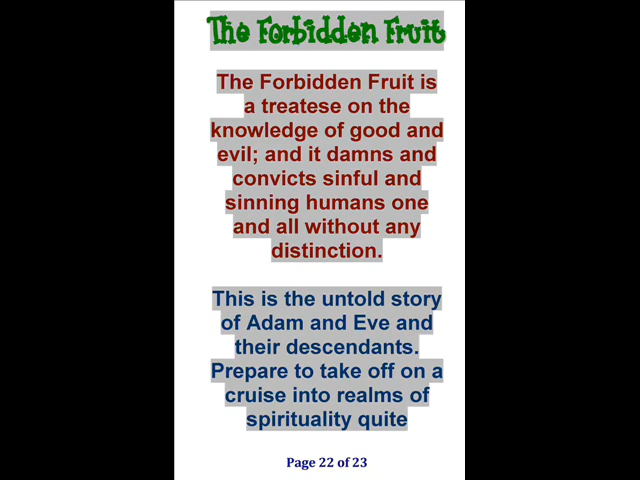 The Forbidden Fruit
The Forbidden Fruit is
a treatese on the
knowledge of good and
evil; and it damns and
convicts sinful and
sinning humans one
and all without any
distinction.
This is the untold story
of Adam and Eve and
their descendants.
Prepare to take off on a
cruise into realms of
spirituality quite
Page 22 of 23